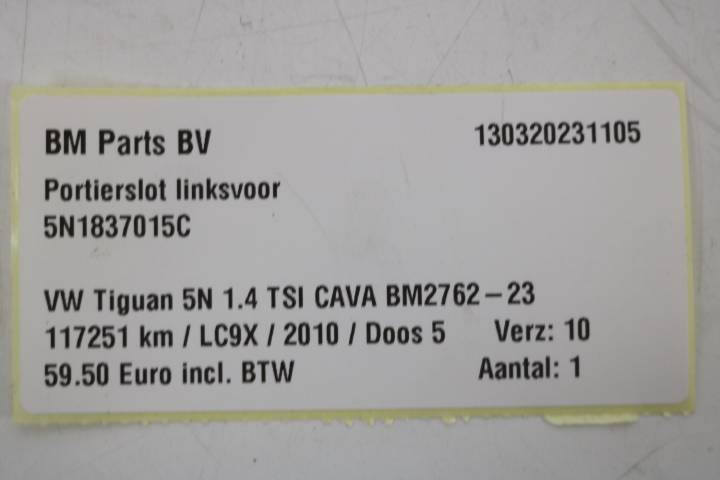 BM Parts BV 130320231105
Portierslot linksvoor
5N1837015C
VW Tiguan 5N 1.4 TSI CAVA BM2762-23
117251 km / LC9X / 2010 / Doos 5 Verz: 10
59.50 Euro incl. BTW Aantal: 1